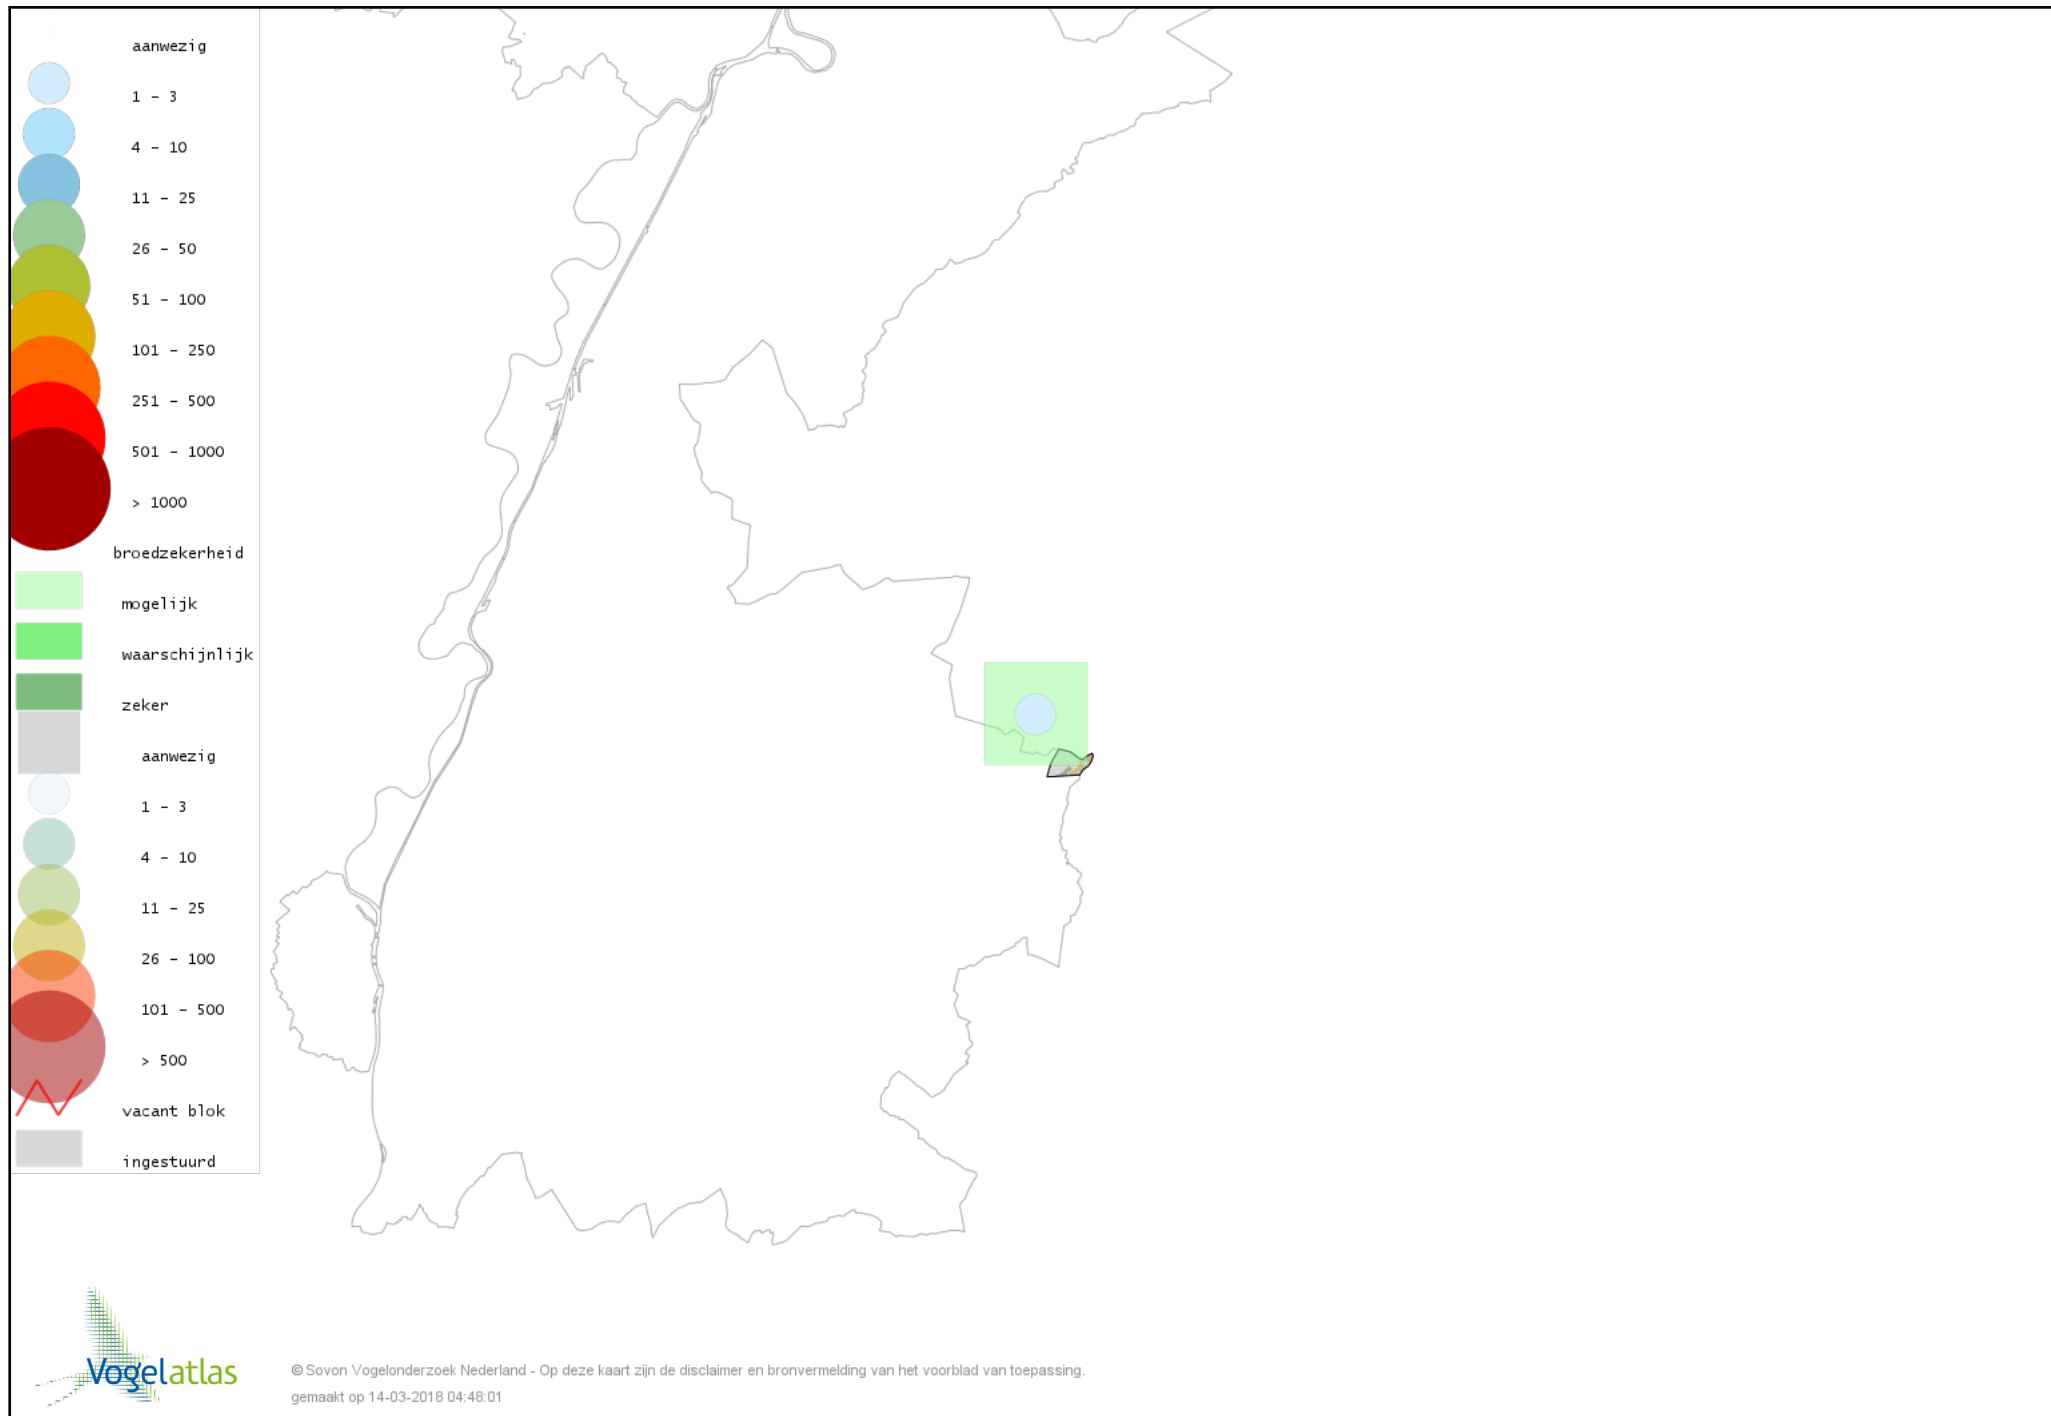 aanwezig
1 - 3
4 - 10
11 - 25
26 - 50
51 - 100
101 - 250
251 - 500
501 - 1000
> 1000
broedzekerheid
mogelijk
waarschijnlijk
zeker
aanwezig
1 - 3
4 - 10
11 - 25
26 - 100
101 - 500
> 500
vacant blok
ingestuurd
Vogelatlas
© Sovon Vogelonderzoek Nederland - Op deze kaart zijn de disclaimer en bronvermelding van het voorblad van toepassing.
gemaakt op 14-03-2018 04:48:01